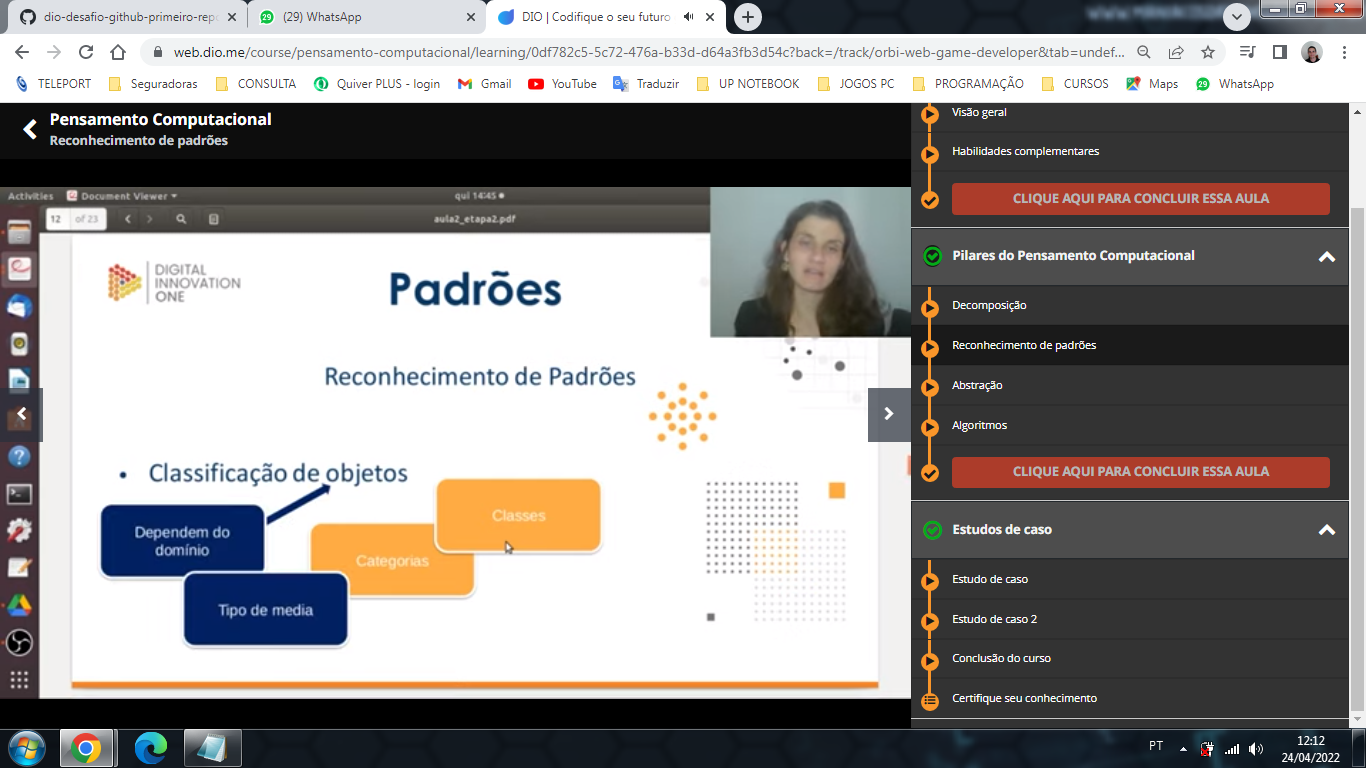 dio-desafio-github-primeiro-repo
(29) WhatsApp
DIO | Codifique o seu futuro
web.dio.me/course/pensamento-computacional/learning/0df782c5-5c72-476a-b33d-d64a3fb3d54c?back=/track/orbi-web-game-developer&tab=undef...
TELEPORT
Seguradoras
CONSULTA
Quiver PLUS - login
Gmail
YouTube
Traduzir
UP NOTEBOOK
JOGOS PC
PROGRAMAÇÃO
CURSOS
Maps
29
WhatsApp
Pensamento Computacional
Reconhecimento de padrões
Activities
Document Viewer
qui 14:45
12 of 23
aula2_etapa2.pdf
DIGITAL
INNOVATION
ONE
Padrões
Reconhecimento de Padrões
• Classificação de objetos
Dependem do
domínio
Classes
Categorias
Tipo de media
Visão geral
Habilidades complementares
CLIQUE AQUI PARA CONCLUIR ESSA AULA
Pilares do Pensamento Computacional
Decomposição
Reconhecimento de padrões
Abstração
Algoritmos
CLIQUE AQUI PARA CONCLUIR ESSA AULA
Estudos de caso
Estudo de caso
Estudo de caso 2
Conclusão do curso
Certifique seu conhecimento
PT
12:12
24/04/2022